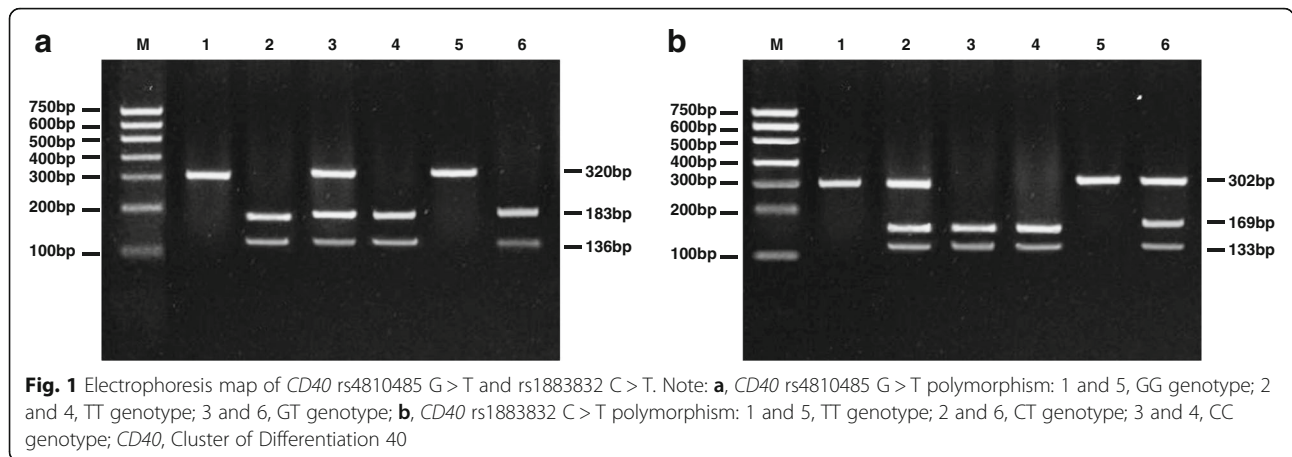 a
M 1 2 3 4 5 6
750bp
600bp
500bp
400bp
300bp
200bp
100bp
320bp
183bp
136bp
b
M 1 2 3 4 5 6
750bp
600bp
500bp
400bp
300bp
200bp
100bp
302bp
169bp
133bp
Fig. 1 Electrophoresis map of CD40 rs4810485 G > T and rs1883832 C > T. Note: a, CD40 rs4810485 G > T polymorphism: 1 and 5, GG genotype; 2
and 4, TT genotype; 3 and 6, GT genotype; b, CD40 rs1883832 C > T polymorphism: 1 and 5, TT genotype; 2 and 6, CT genotype; 3 and 4, CC
genotype; CD40, Cluster of Differentiation 40